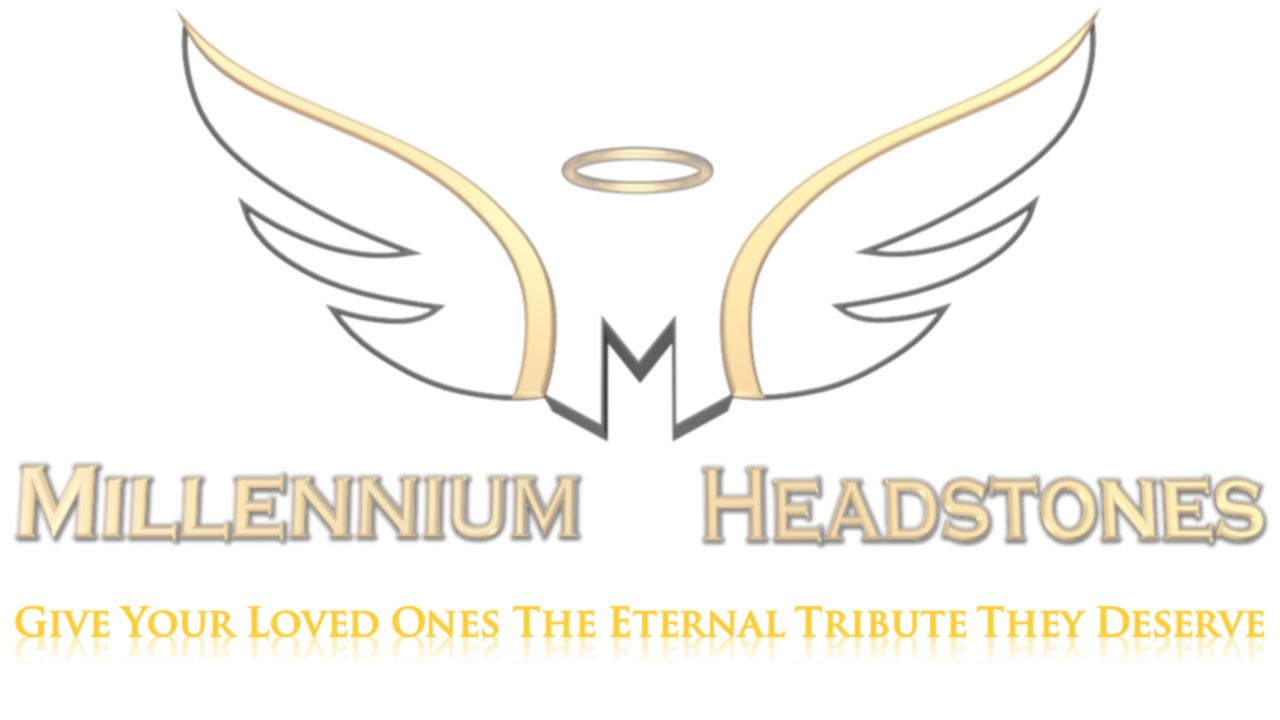 M
Millennium Headstones
Give Your Loved Ones The Eternal Tribute They Deserve